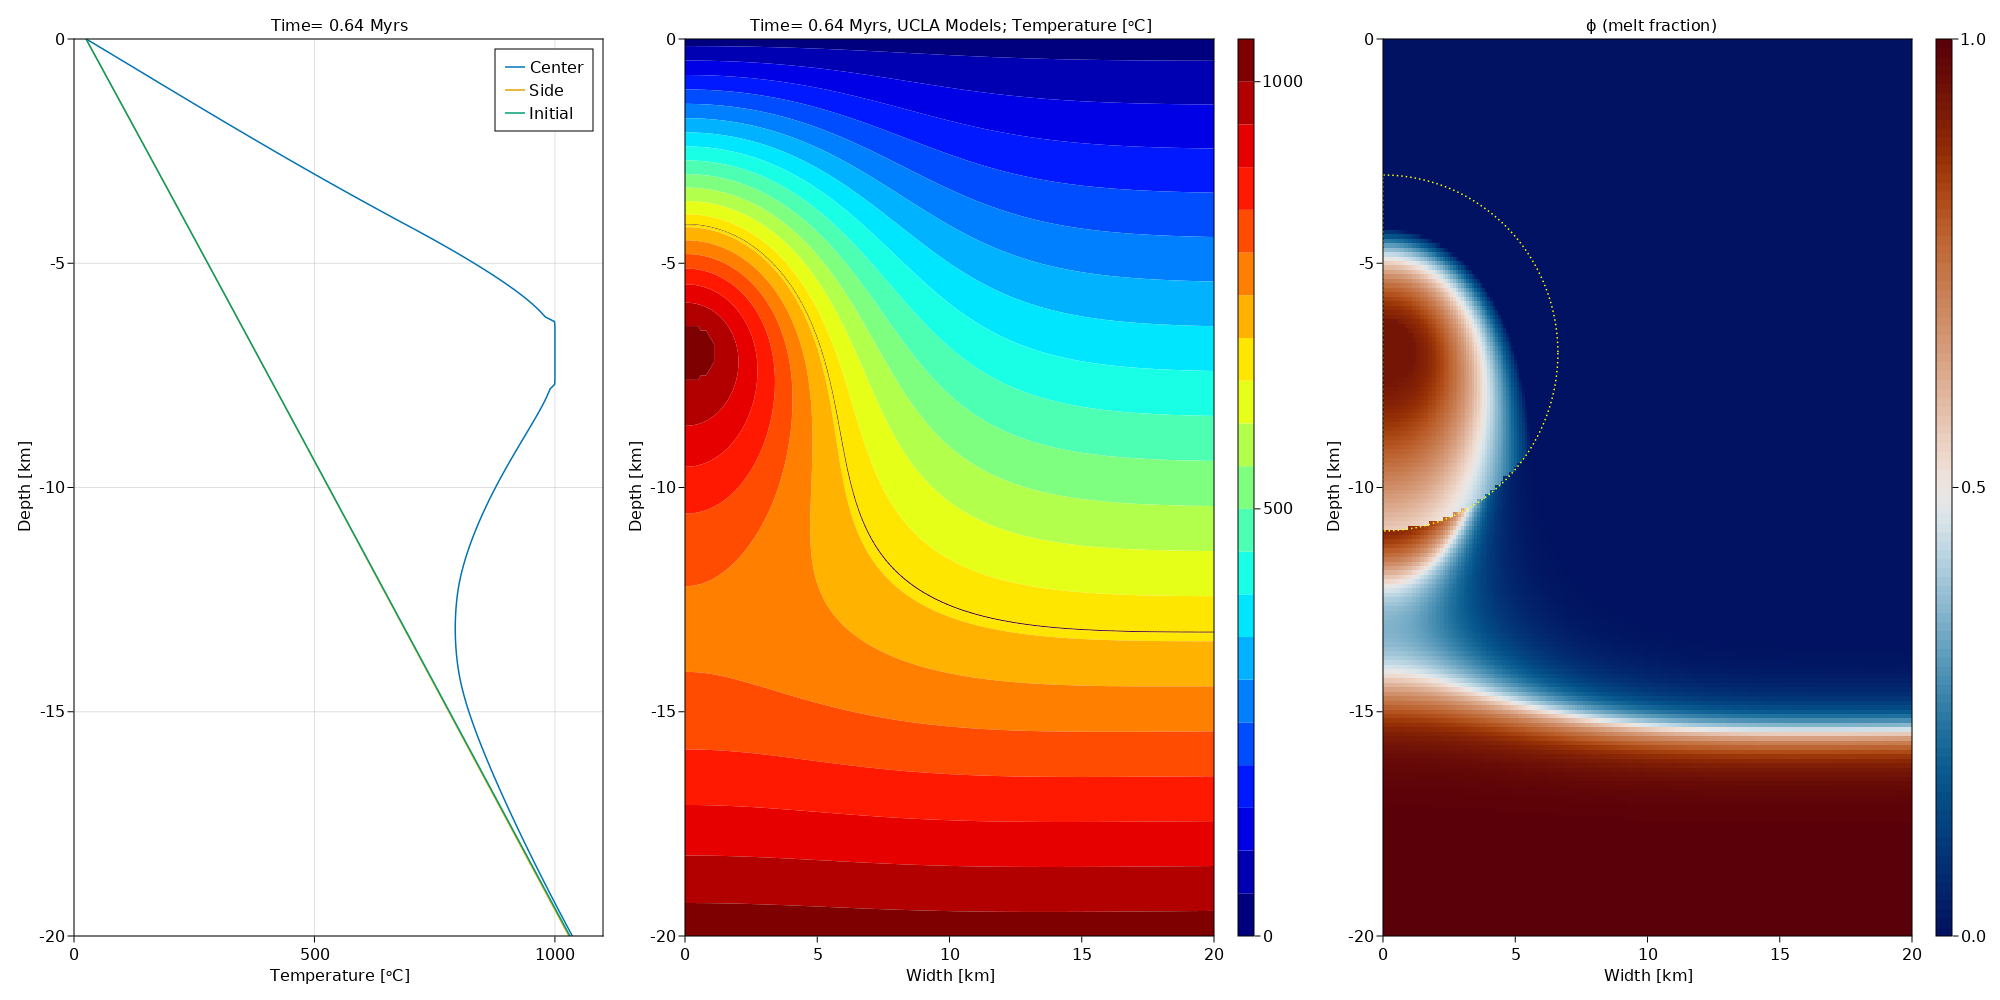 Time= 0.64 Myrs
Time= 0.64 Myrs, UCLA Models; Temperature [ᵒC]
ϕ (melt fraction)
0
-5
-10
-15
-20
Depth [km]
Center
Side
Initial
0
500
1000
Temperature [ᵒC]
0
-5
-10
-15
-20
Depth [km]
0
5
10
15
20
Width [km]
1000
500
0
0
-5
-10
-15
-20
Depth [km]
0
5
10
15
20
Width [km]
1.0
0.5
0.0